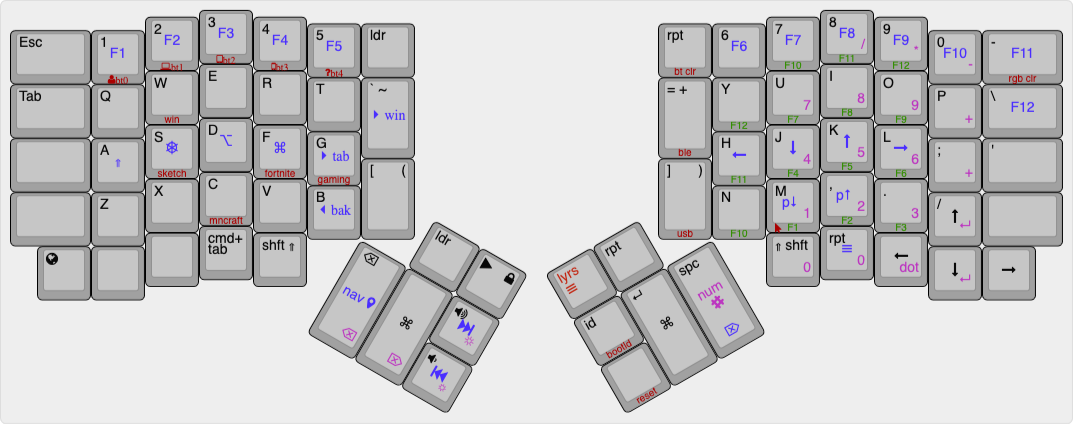 Esc
1 F1
bt0
2 F2
bt1
3 F3
bt2
4 F4
bt3
5 F5
?bt4
ldr
Tab
Q
W
win
E
R
T
` ~
win
A
S
sketch
D
F
fortnite
G
tab
gaming
[ (
Z
X
C
mncraft
V
B
bak
cmd+
tab
shft
ldr
nav
rpt
bt clr
6 F6
7 F7
F10
8 F8 /
F11
9 F9 *
F12
0 F10 -
- F11
rgb clr
= +
ble
Y
F12
U 7
F7
I 8
F8
O 9
F9
P +
\ F12
H
F11
J 4
F4
K 5
F5
L 6
F6
; +
'
] )
usb
N
F10
M p↓ 1
F1
, p↑ 2
F2
. 3
F3
/ ↑
shft 0
rpt 0
← dot
↓
→
lyrs
rpt
spc
num
#
id
bootld
reset